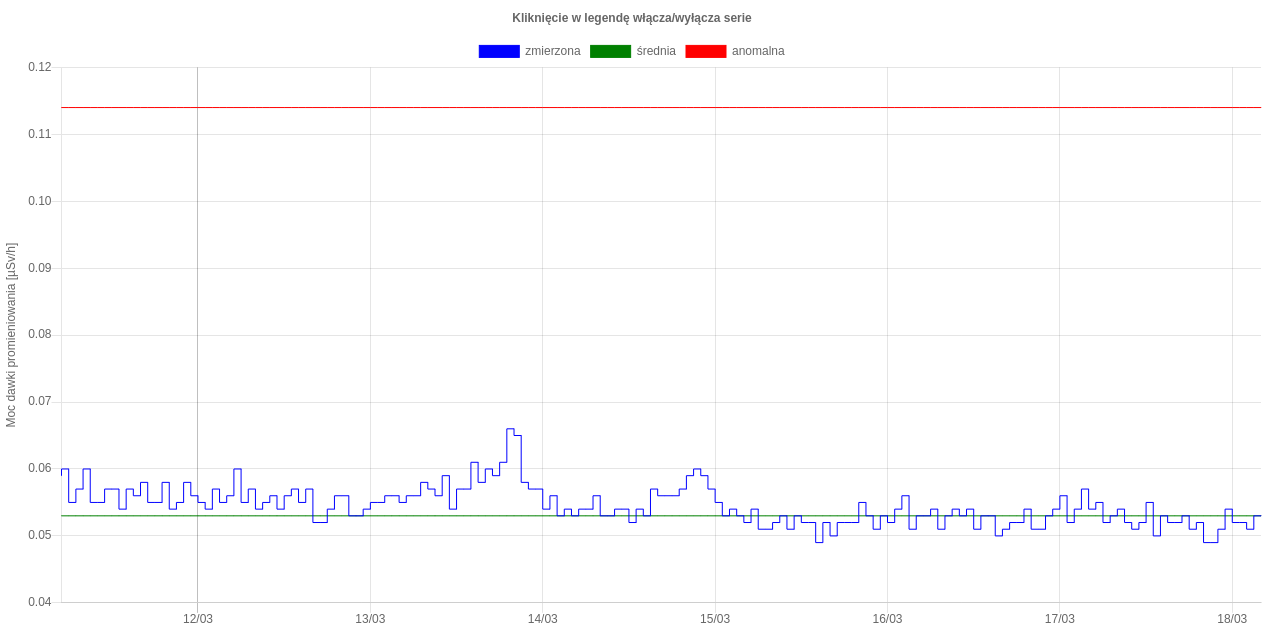 Kliknięcie w legendę włącza/wyłącza serie
zmierzona średnia anomalna
0.12
0.11
0.10
0.09
0.08
0.07
0.06
0.05
0.04
Moc dawki promieniowania [µSv/h]
12/03 13/03 14/03 15/03 16/03 17/03 18/03